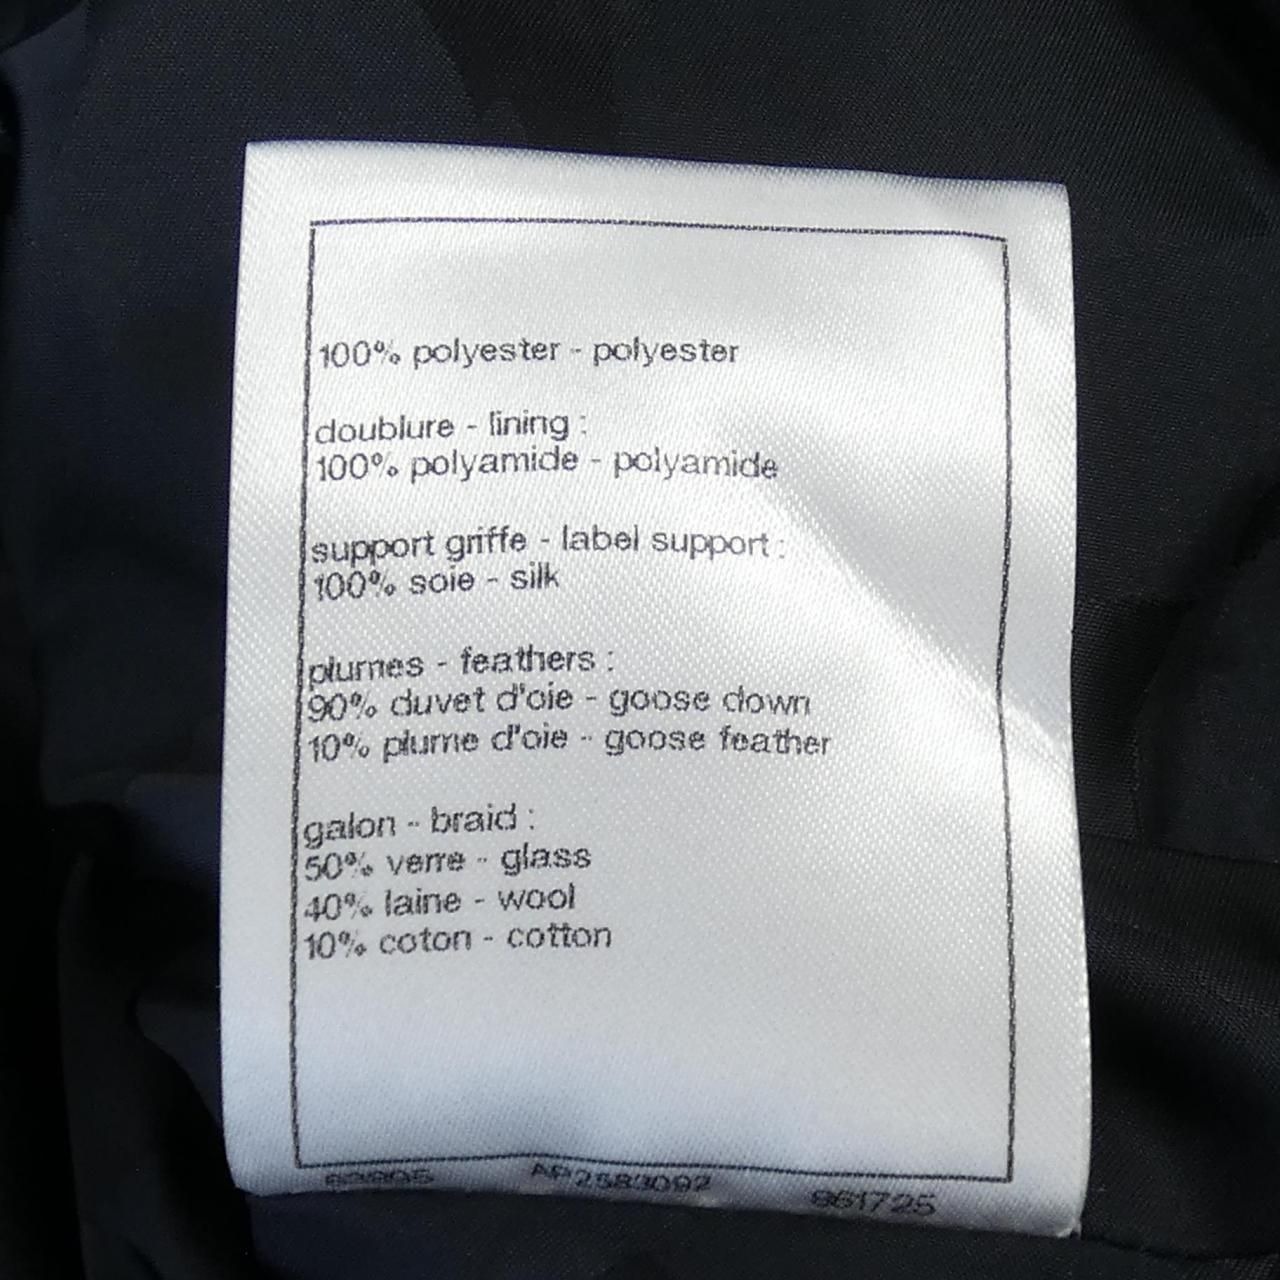 100% polyester - polyester
doublure - lining :
100% polyamide - polyamide
support griffe - label support :
100% soie - silk
plumes - feathers :
90% duvet d'oie - goose down
10% plume d'oie - goose feather
galon - braid :
50% verre - glass
40% laine - wool
10% coton - cotton
AP2583092 861725